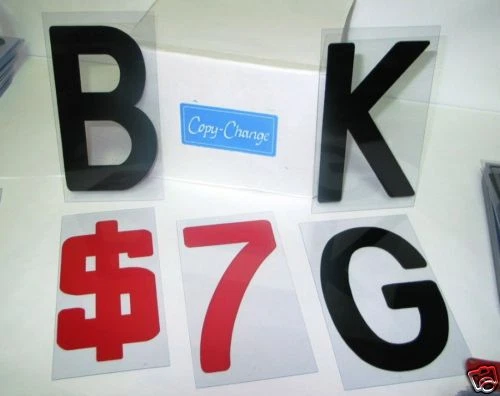 B K
Copy-Change
$ 7 G